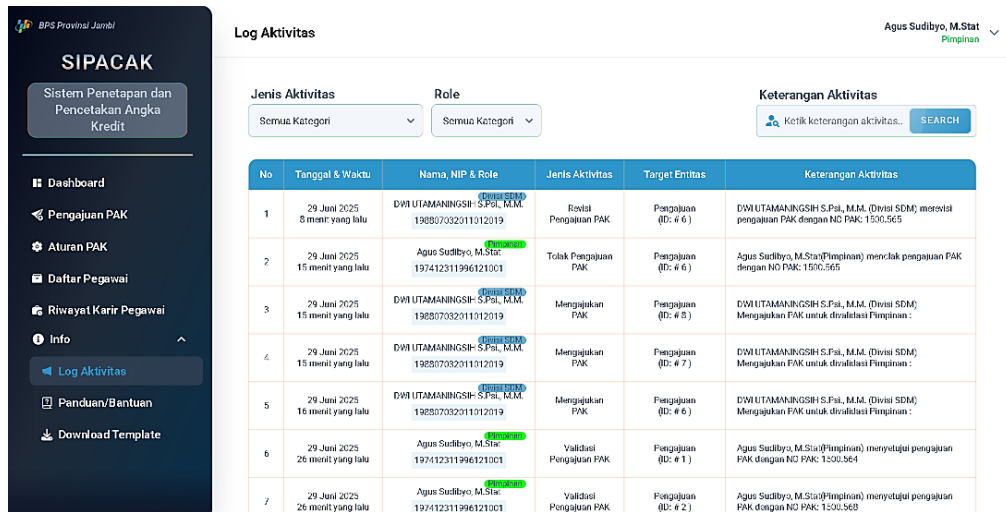 BPS Provinsi Jambi
SIPACAK
Sistem Penetapan dan
Pencetakan Angka
Kredit
Dashboard
Pengajuan PAK
Aturan PAK
Daftar Pegawai
Riwayat Karir Pegawai
Info
Log Aktivitas
Panduan/Bantuan
Download Template
Log Aktivitas
Agus Sudibyo, M.Stat
Pimpinan
Jenis Aktivitas
Semua Kategori
Role
Semua Kategori
Keterangan Aktivitas
Ketik keterangan aktivitas..
SEARCH
No Tanggal & Waktu Nama, NIP & Role Jenis Aktivitas Target Entitas Keterangan Aktivitas
1
29 Juni 2025
8 menit yang lalu
Divisi SDM
DWI UTAMANINGSIH S.Psi., M.M.
198807032011012019
Revisi
Pengajuan PAK
Pengajuan
(ID: # 6 )
DWI UTAMANINGSIH S.Psi., M.M. (Divisi SDM) merevisi
pengajuan PAK dengan NO PAK: 1500.565
2
29 Juni 2025
15 menit yang lalu
Pimpinan
Agus Sudibyo, M.Stat
197412311996121001
Tolak Pengajuan
PAK
Pengajuan
(ID: # 6 )
Agus Sudibyo, M.Stat(Pimpinan) menolak pengajuan PAK
dengan NO PAK: 1500.565
3
29 Juni 2025
15 menit yang lalu
Divisi SDM
DWI UTAMANINGSIH S.Psi., M.M.
198807032011012019
Mengajukan
PAK
Pengajuan
(ID: # 8 )
DWI UTAMANINGSIH S.Psi., M.M. (Divisi SDM)
Mengajukan PAK untuk divalidasi Pimpinan :
4
29 Juni 2025
15 menit yang lalu
Divisi SDM
DWI UTAMANINGSIH S.Psi., M.M.
198807032011012019
Mengajukan
PAK
Pengajuan
(ID: # 7 )
DWI UTAMANINGSIH S.Psi., M.M. (Divisi SDM)
Mengajukan PAK untuk divalidasi Pimpinan :
5
29 Juni 2025
16 menit yang lalu
Divisi SDM
DWI UTAMANINGSIH S.Psi., M.M.
198807032011012019
Mengajukan
PAK
Pengajuan
(ID: # 6 )
DWI UTAMANINGSIH S.Psi., M.M. (Divisi SDM)
Mengajukan PAK untuk divalidasi Pimpinan :
6
29 Juni 2025
26 menit yang lalu
Pimpinan
Agus Sudibyo, M.Stat
197412311996121001
Validasi
Pengajuan PAK
Pengajuan
(ID: # 1 )
Agus Sudibyo, M.Stat(Pimpinan) menyetujui pengajuan
PAK dengan NO PAK: 1500.564
7
29 Juni 2025
26 menit yang lalu
Pimpinan
Agus Sudibyo, M.Stat
197412311996121001
Validasi
Pengajuan PAK
Pengajuan
(ID: # 2 )
Agus Sudibyo, M.Stat(Pimpinan) menyetujui pengajuan
PAK dengan NO PAK: 1500.568